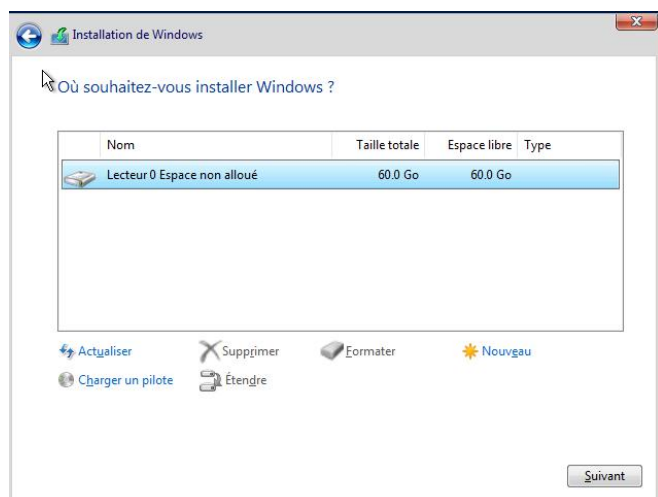 Installation de Windows
Où souhaitez-vous installer Windows ?
Nom Taille totale Espace libre Type
Lecteur 0 Espace non alloué 60.0 Go 60.0 Go
Actualiser Supprimer Formater Nouveau
Charger un pilote Étendre
Suivant